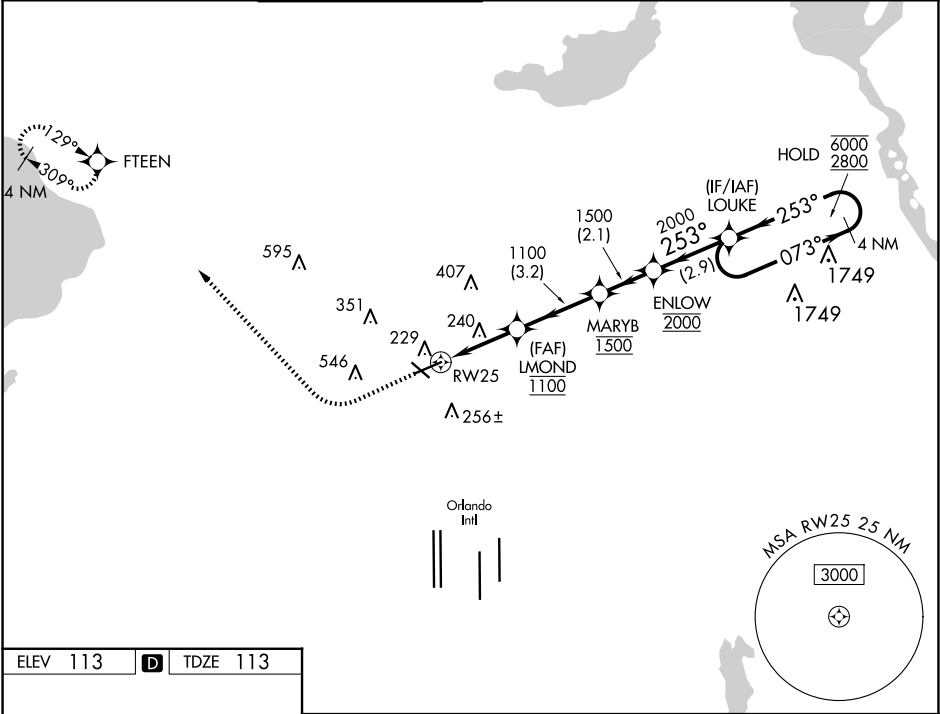 129°
309°
4 NM
FTEEN
HOLD 6000
2800
(IF/IAF)
LOUKE
253°
073°
4 NM
1749
1749
2000
253°
(2.9)
1500
(2.1)
1100
(3.2)
ENLOW
2000
MARYB
1500
(FAF)
LMOND
1100
595
407
351
240
229
546
RW25
256±
Orlando
Intl
MSA RW25 25 NM
3000
ELEV 113 D TDZE 113